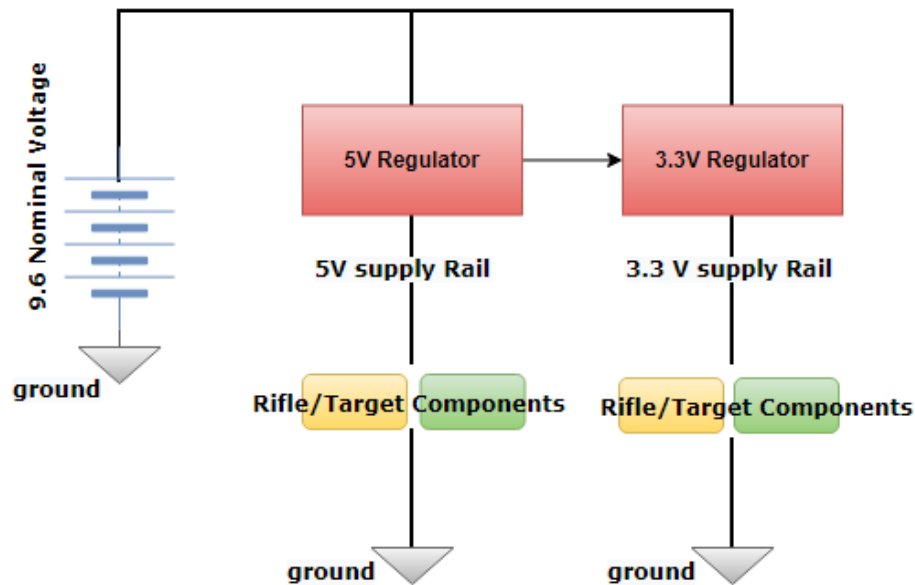 9.6 Nominal Voltage
5V Regulator
3.3V Regulator
5V supply Rail
3.3 V supply Rail
ground
Rifle/Target Components
Rifle/Target Components
ground
ground